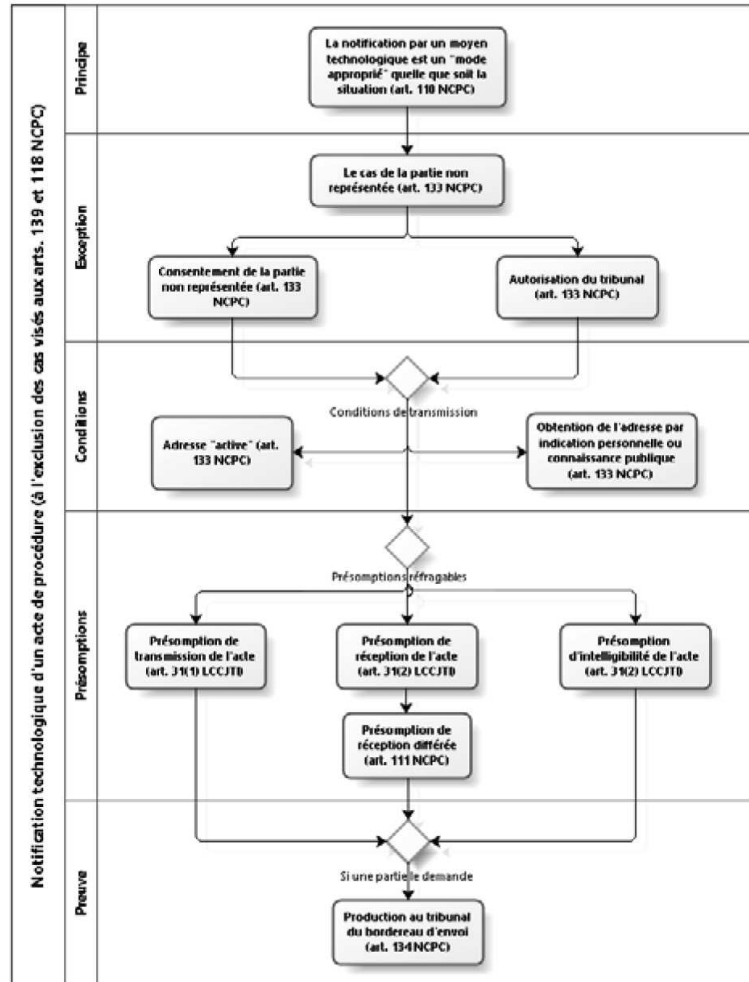 Notification technologique d'un acte de procédure (à l'exclusion des cas visés aux arts. 139 et 118 NCPC)
Principe
La notification par un moyen
technologique est un "mode
approprié" quelle que soit la
situation (art. 110 NCPC)
Exception
Le cas de la partie non
représentée (art. 133 NCPC)
Consentement de la partie
non représentée (art. 133
NCPC)
Autorisation du tribunal
(art. 133 NCPC)
Conditions
Conditions de transmission
Adresse "active" (art.
133 NCPC)
Obtention de l'adresse par
indication personnelle ou
connaissance publique
(art. 133 NCPC)
Présomptions
Présomptions réfragables
Présomption de
transmission de l'acte
(art. 31(1) LCCJTI)
Présomption de
réception de l'acte
(art. 31(2) LCCJTI)
Présomption
d'intelligibilité de l'acte
(art. 31(2) LCCJTI)
Présomption de
réception différée
(art. 111 NCPC)
Preuve
Si une partie le demande
Production au tribunal
du bordereau d'envoi
(art. 134 NCPC)